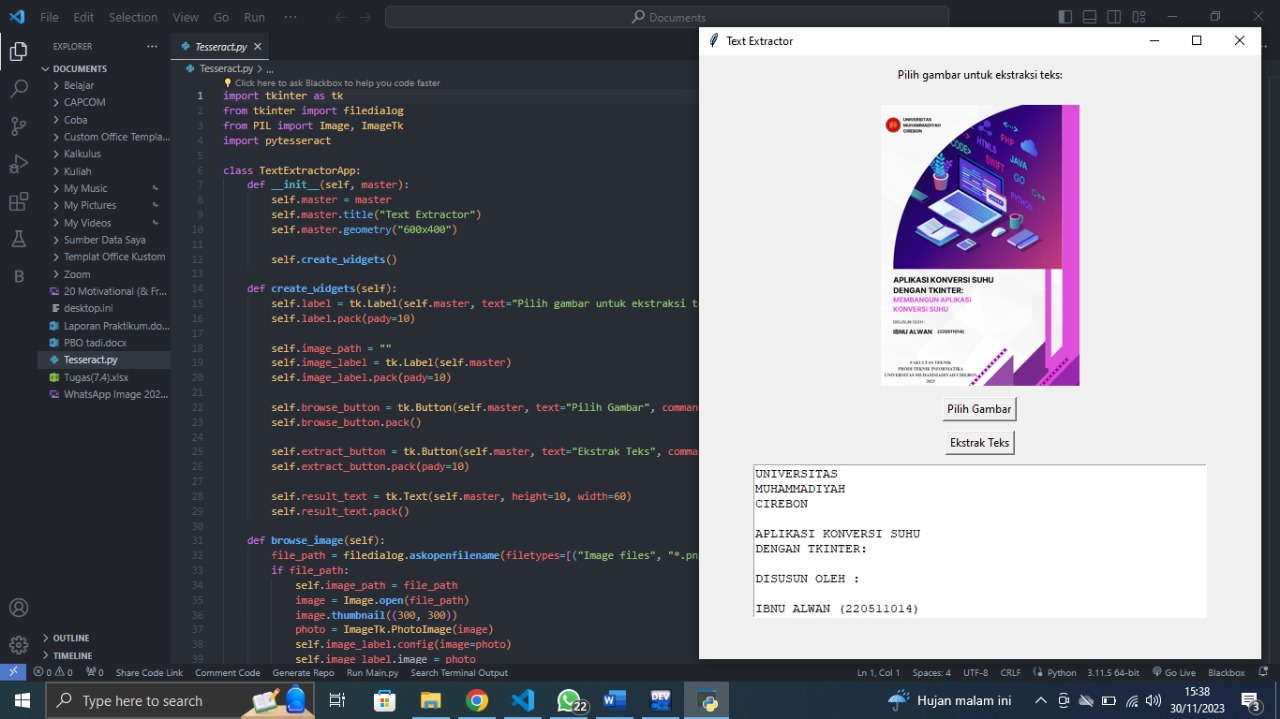 File Edit Selection View Go Run ···
Documents
EXPLORER
DOCUMENTS
Belajar
CAPCOM
Coba
Custom Office Templa...
Kalkulus
Kuliah
My Music
My Pictures
My Videos
Sumber Data Saya
Templat Office Kustom
Zoom
20 Motivational (& Fr...
desktop.ini
Laporan Praktikum.do...
PBO tadi.docx
Tesseract.py
Tugas(7.4).xlsx
WhatsApp Image 202...
OUTLINE
TIMELINE
Tesseract.py
Tesseract.py > ...
Click here to ask Blackbox to help you code faster
1 import tkinter as tk
2 from tkinter import filedialog
3 from PIL import Image, ImageTk
4 import pytesseract
5
6 class TextExtractorApp:
7 def __init__(self, master):
8 self.master = master
9 self.master.title("Text Extractor")
10 self.master.geometry("600x400")
11
12 self.create_widgets()
13
14 def create_widgets(self):
15 self.label = tk.Label(self.master, text="Pilih gambar untuk ekstraksi t
16 self.label.pack(pady=10)
17
18 self.image_path = ""
19 self.image_label = tk.Label(self.master)
20 self.image_label.pack(pady=10)
21
22 self.browse_button = tk.Button(self.master, text="Pilih Gambar", comman
23 self.browse_button.pack()
24
25 self.extract_button = tk.Button(self.master, text="Ekstrak Teks", comma
26 self.extract_button.pack(pady=10)
27
28 self.result_text = tk.Text(self.master, height=10, width=60)
29 self.result_text.pack()
30
31 def browse_image(self):
32 file_path = filedialog.askopenfilename(filetypes=[("Image files", "*.pn
33 if file_path:
34 self.image_path = file_path
35 image = Image.open(file_path)
36 image.thumbnail((300, 300))
37 photo = ImageTk.PhotoImage(image)
38 self.image_label.config(image=photo)
39 self.image_label.image = photo
Text Extractor
Pilih gambar untuk ekstraksi teks:
UNIVERSITAS
MUHAMMADIYAH
CIREBON
CODE>
HTML5
PHP
SWIFT
JAVA
GO
C++
PYTHON
APLIKASI KONVERSI SUHU
DENGAN TKINTER:
MEMBANGUN APLIKASI
KONVERSI SUHU
DISUSUN OLEH :
IBNU ALWAN (220511014)
FAKULTAS TEKNIK
PRODI TEKNIK INFORMATIKA
UNIVERSITAS MUHAMMADIYAH CIREBON
2023
Pilih Gambar
Ekstrak Teks
UNIVERSITAS
MUHAMMADIYAH
CIREBON
APLIKASI KONVERSI SUHU
DENGAN TKINTER:
DISUSUN OLEH :
IBNU ALWAN (220511014)
0 0 0 Share Code Link Comment Code Generate Repo Run Main.py Search Terminal Output
Ln 1, Col 1 Spaces: 4 UTF-8 CRLF Python 3.11.5 64-bit Go Live Blackbox
Type here to search
22
DEV
Hujan malam ini
15:38
30/11/2023
3